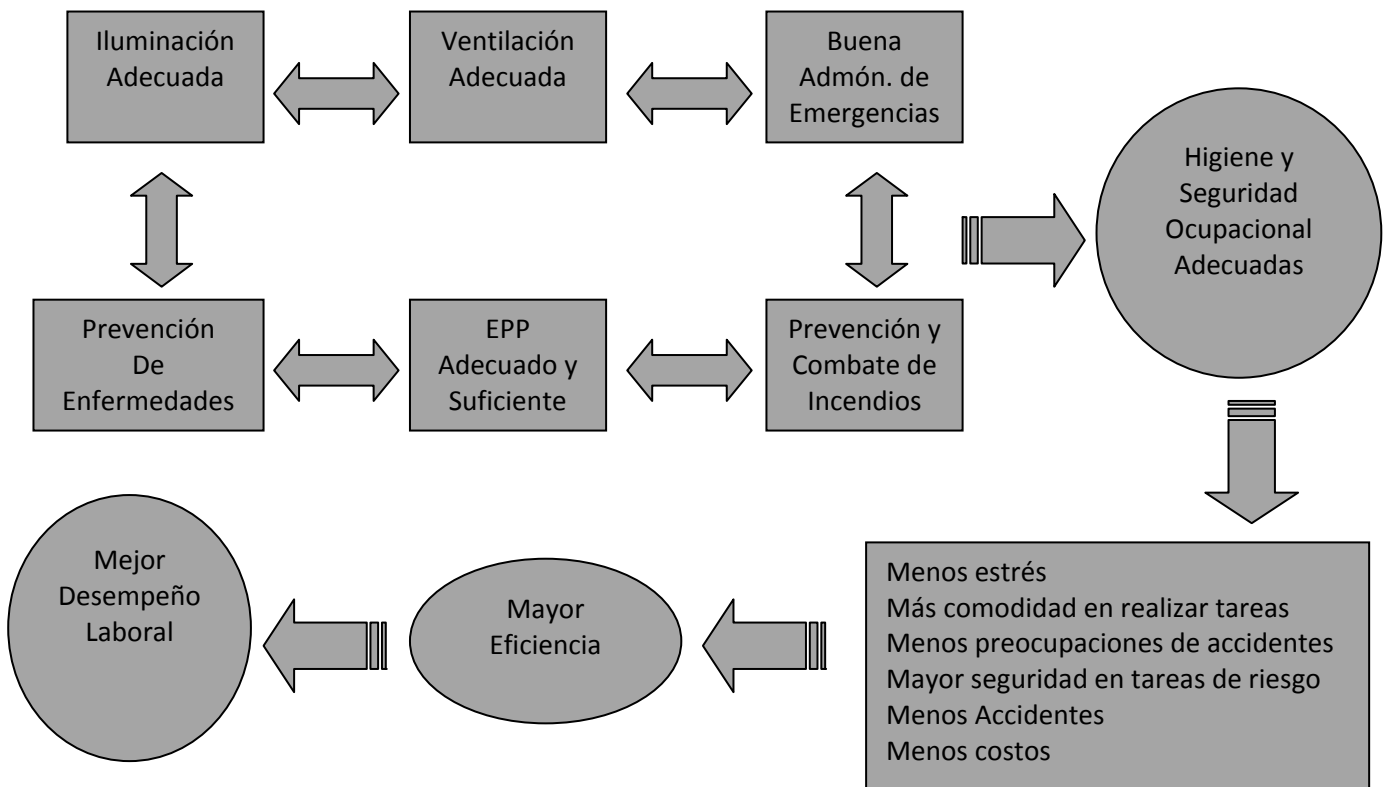 Iluminación
Adecuada
Ventilación
Adecuada
Buena
Admón. de
Emergencias
Higiene y
Seguridad
Ocupacional
Adecuadas
Prevención
De
Enfermedades
EPP
Adecuado y
Suficiente
Prevención y
Combate de
Incendios
Mejor
Desempeño
Laboral
Mayor
Eficiencia
Menos estrés
Más comodidad en realizar tareas
Menos preocupaciones de accidentes
Mayor seguridad en tareas de riesgo
Menos Accidentes
Menos costos